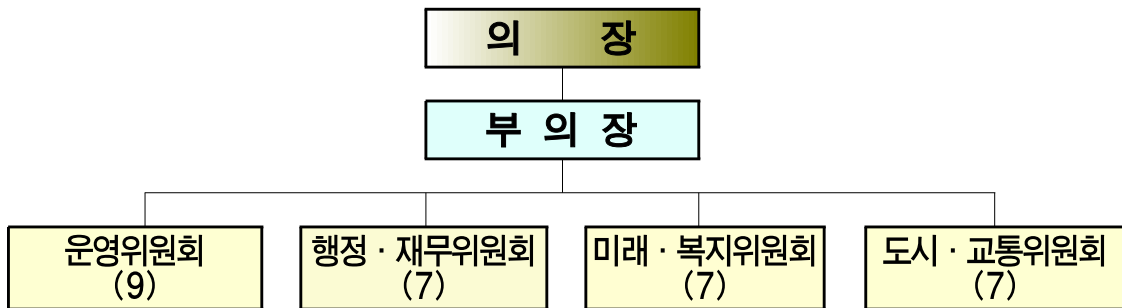 의 장
부 의 장
운영위원회
(9)
행정 · 재무위원회
(7)
미래 · 복지위원회
(7)
도시 · 교통위원회
(7)